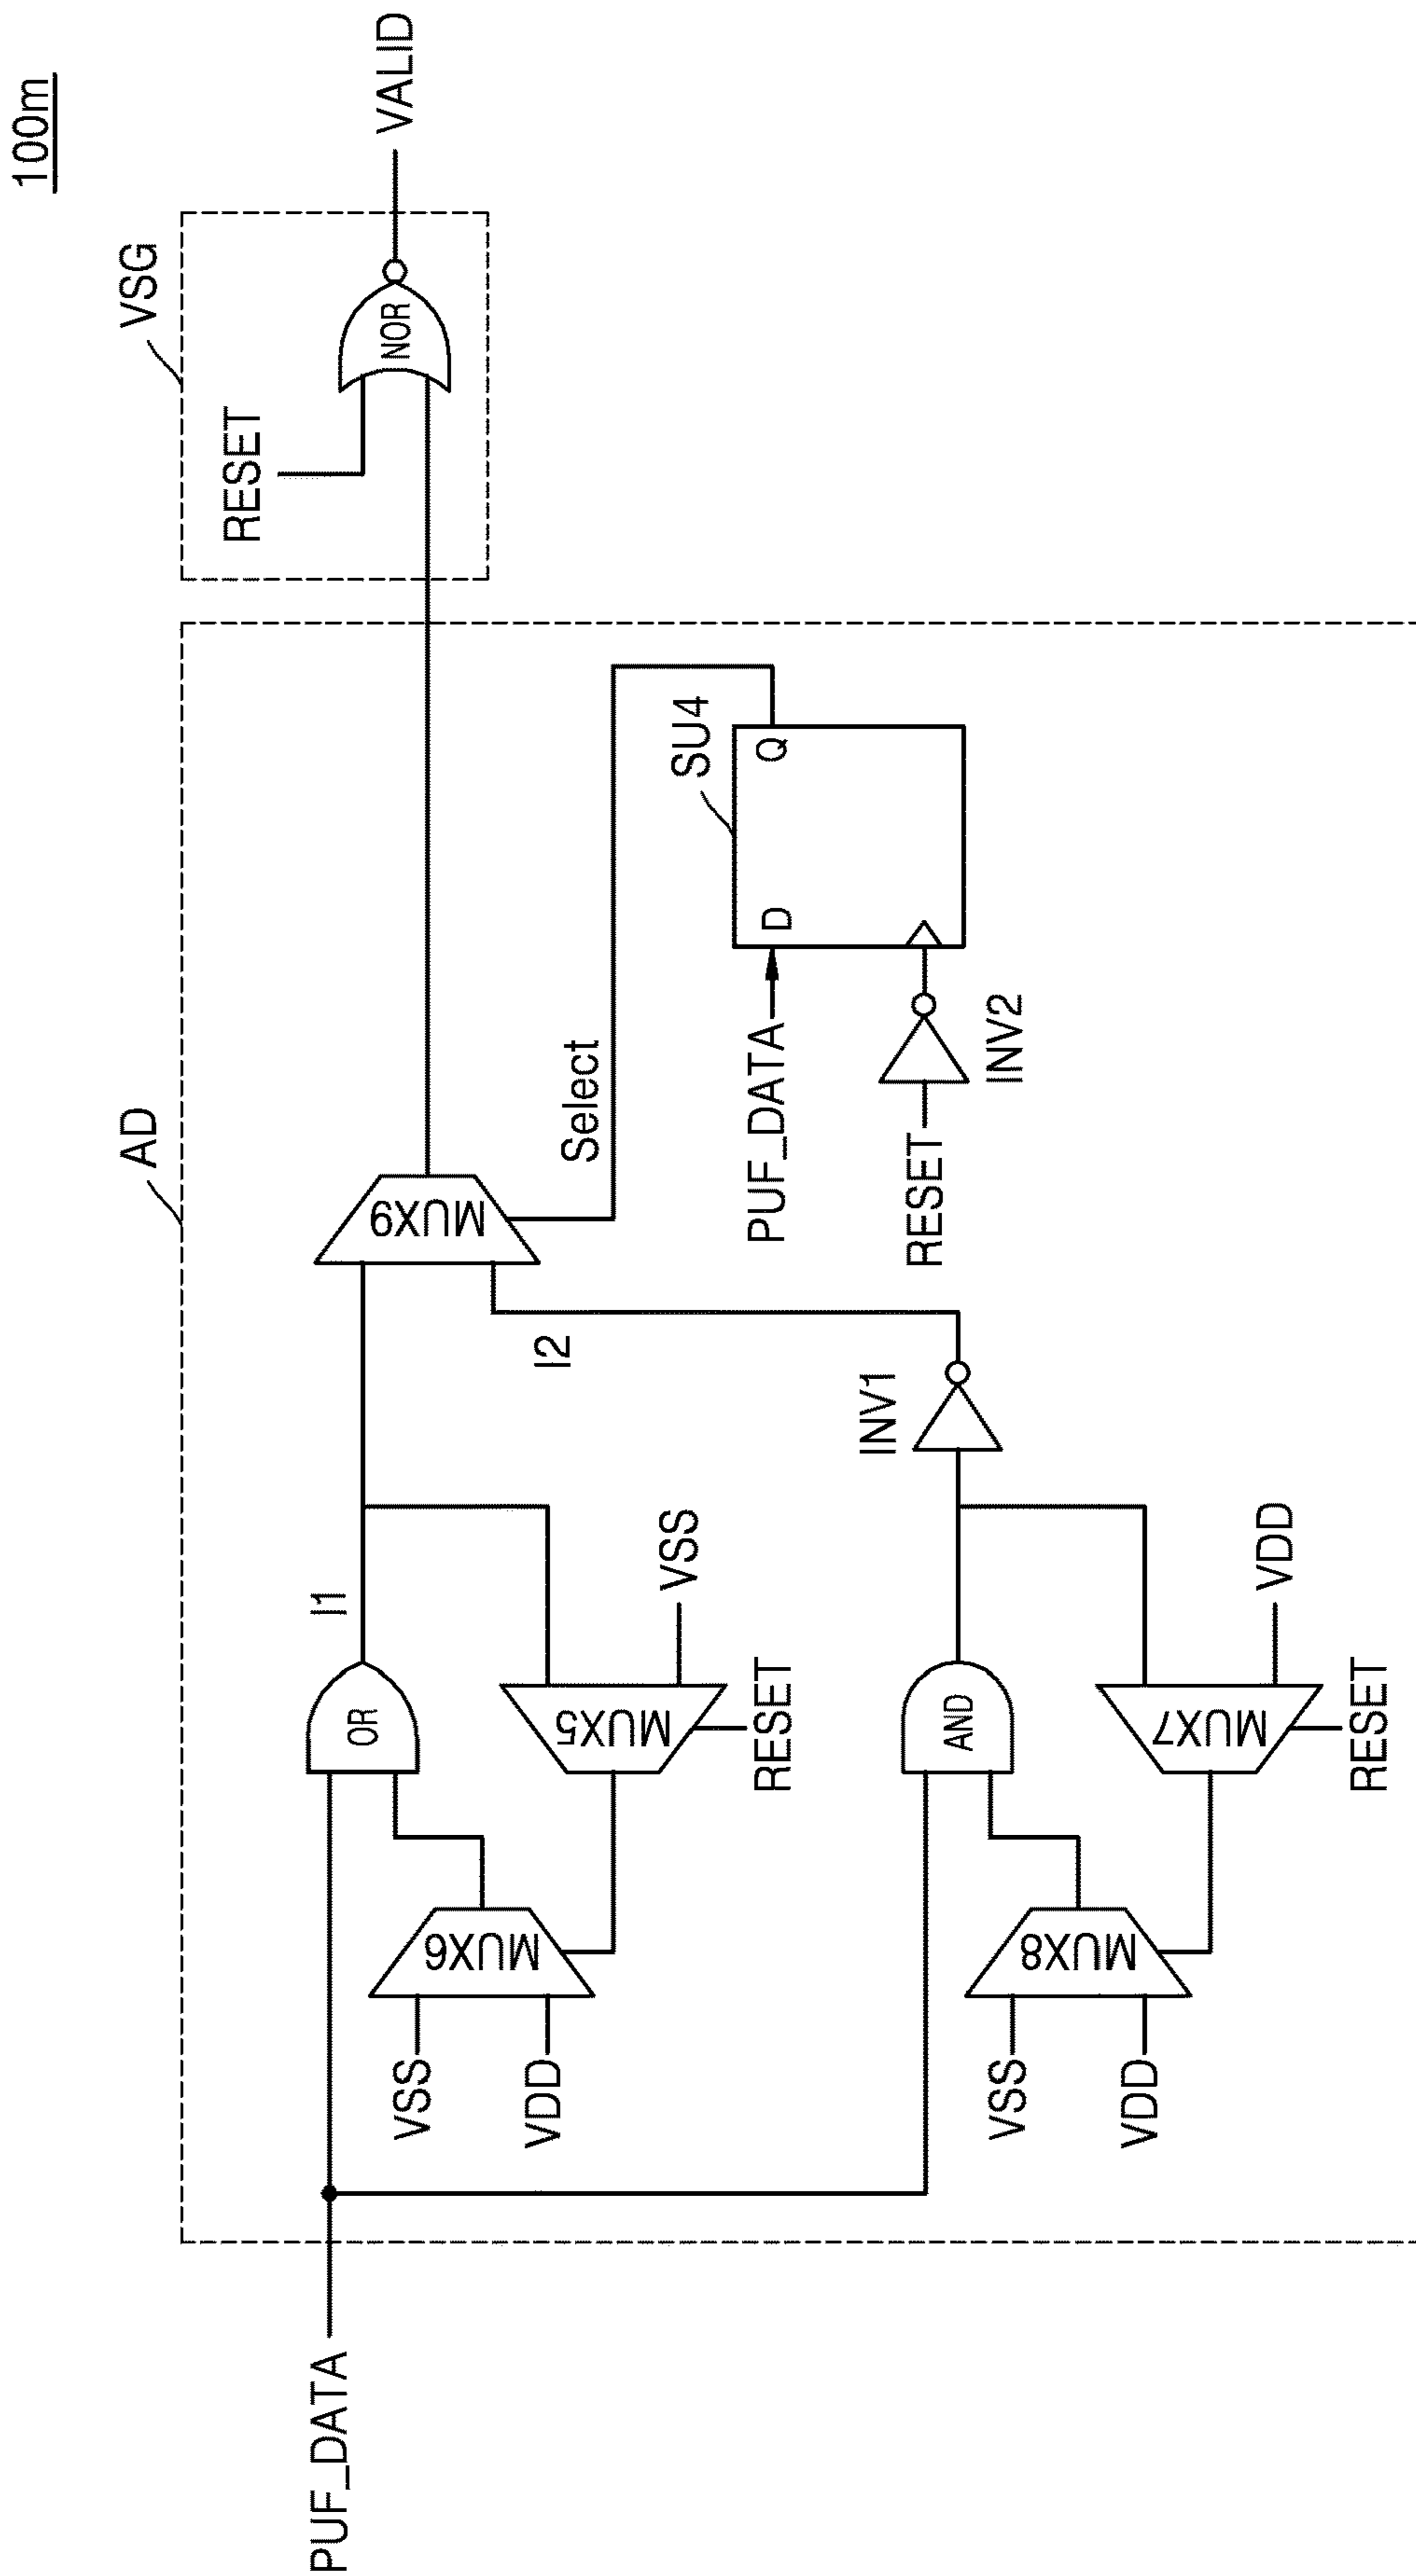 100m
AD
VSG
RESET
NOR
VALID
PUF_DATA
OR
I1
MUX9
VSS
VDD
MUX6
MUX5
VSS
RESET
I2
Select
SU4
PUF_DATA
D
Q
RESET
INV2
AND
INV1
VSS
VDD
MUX8
MUX7
VDD
RESET